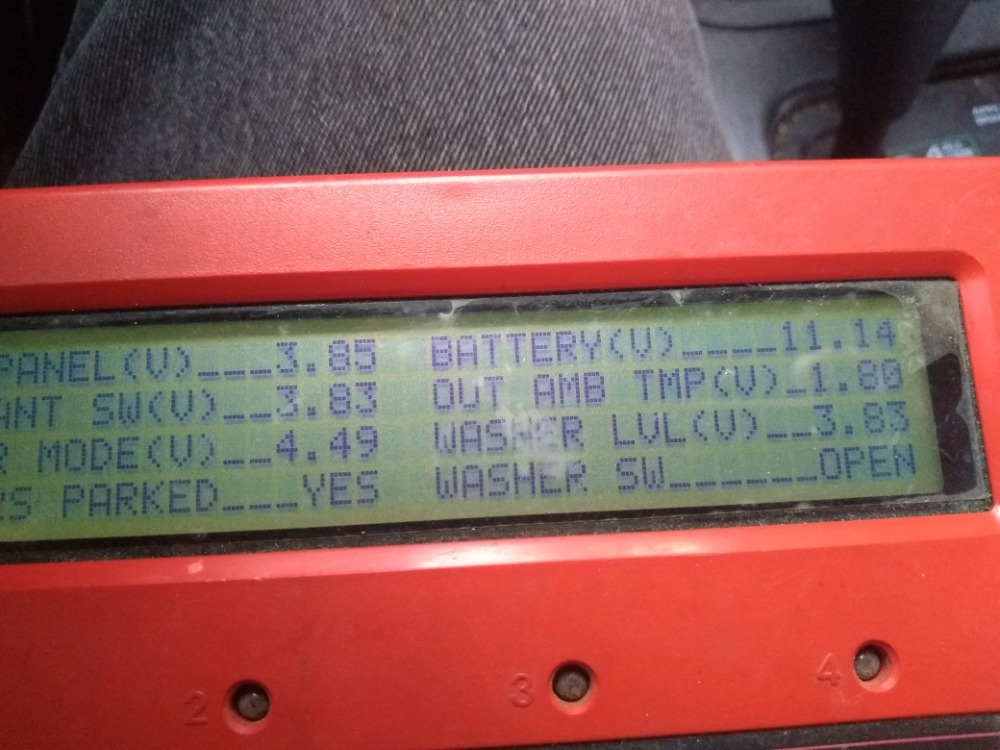 PANEL(V)___3.85 BATTERY(V)____11.14
ANT SW(V)__3.83 OUT AMB TMP(V)_1.80
R MODE(V)__4.49 WASHER LVL(V)__3.83
RS PARKED___YES WASHER SW______OPEN
2 3 4